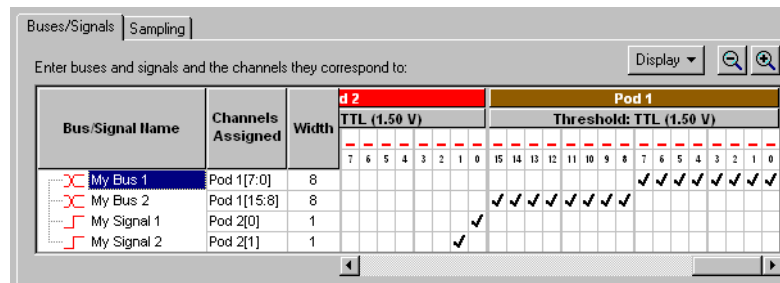 Buses/Signals Sampling
Enter buses and signals and the channels they correspond to:
Display
Bus/Signal Name Channels Assigned Width d 2 Pod 1
TTL (1.50 V) Threshold: TTL (1.50 V)
7 6 5 4 3 2 1 0 15 14 13 12 11 10 9 8 7 6 5 4 3 2 1 0
My Bus 1 Pod 1[7:0] 8
My Bus 2 Pod 1[15:8] 8
My Signal 1 Pod 2[0] 1
My Signal 2 Pod 2[1] 1